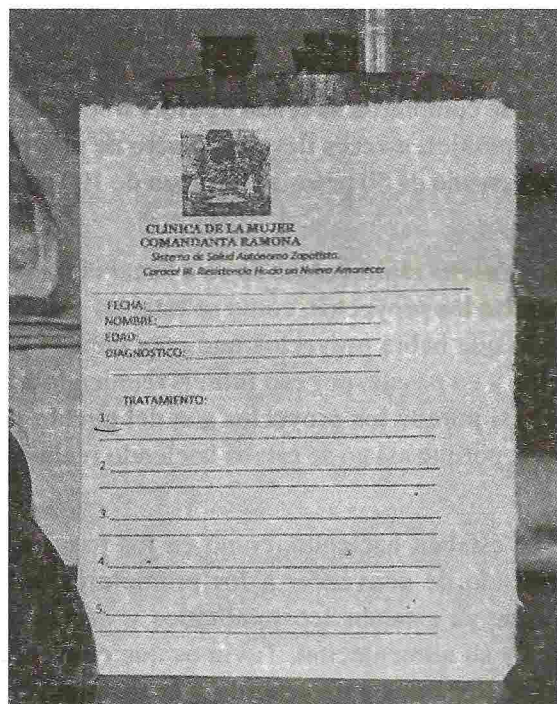 CLÍNICA DE LA MUJER
COMANDANTA RAMONA
Sistema de Salud Autónomo Zapatista.
Caracol III. Resistencia Hacia un Nuevo Amanecer
FECHA:
NOMBRE:
EDAD:
DIAGNOSTICO:
TRATAMIENTO:
1.
2.
3.
4.
5.